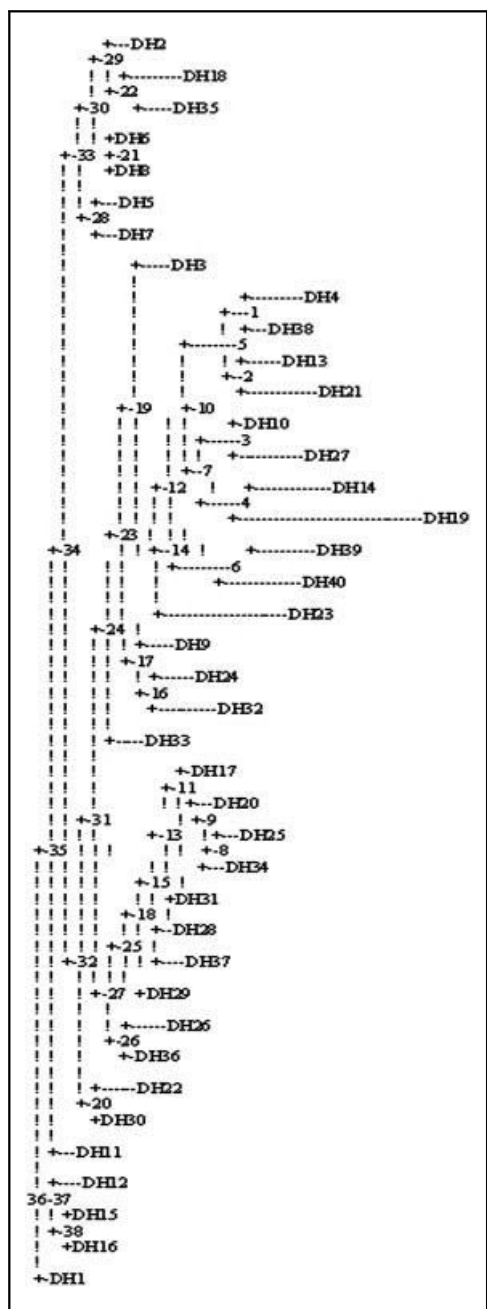 +---DH2
+-29
! ! +---------DH18
! +-22
+-30 +-----DH35
! !
! ! +DH6
+-33 +-21
! ! +DH8
! !
! ! +---DH5
! +-28
! +---DH7
!
! +-----DH3
! !
! ! +----------DH4
! ! +---1
! ! ! +---DH38
! ! +--------5
! ! ! ! +------DH13
! ! ! +--2
! ! ! +-------------DH21
! +-19 +-10
! ! ! ! ! ! +-DH10
! ! ! ! ! +------3
! ! ! ! ! ! +------------DH27
! ! ! ! +--7
! ! ! +-12 ! +--------------DH14
! ! ! ! ! +------4
! ! ! ! ! +--------------------------------DH19
! +-23 ! ! ! !
+-34 ! ! ! +-14 ! +-----------DH39
! ! ! ! ! +---------6
! ! ! ! ! +--------------DH40
! ! ! ! !
! ! ! ! +----------------------DH23
! ! +-24 ! !
! ! ! ! ! ! +-----DH9
! ! ! ! +-17
! ! ! ! ! +-------DH24
! ! ! ! +-16
! ! ! ! +-----------DH32
! ! ! !
! ! ! +-----DH33
! ! !
! ! ! +-DH17
! ! ! +-11
! ! ! ! ! +---DH20
! ! +-31 ! +-9
! ! ! ! +-13 ! +---DH25
+-35 ! ! ! ! ! ! +-8
! ! ! ! ! ! ! ! +-----DH34
! ! ! ! ! +-15 !
! ! ! ! ! ! ! +DH31
! ! ! ! ! +-18 !
! ! ! ! ! ! ! +---DH28
! ! ! ! ! +-25 !
! ! +-32 ! ! ! ! +-----DH37
! ! ! ! ! ! !
! ! ! +-27 ! +DH29
! ! ! !
! ! ! ! +------DH26
! ! ! +-26
! ! ! +---DH36
! ! !
! ! ! +------DH22
! ! +-20
! ! +DH30
! !
! +---DH11
!
! +----DH12
36-37
! ! +DH15
! +-38
! +-DH16
!
+-DH1